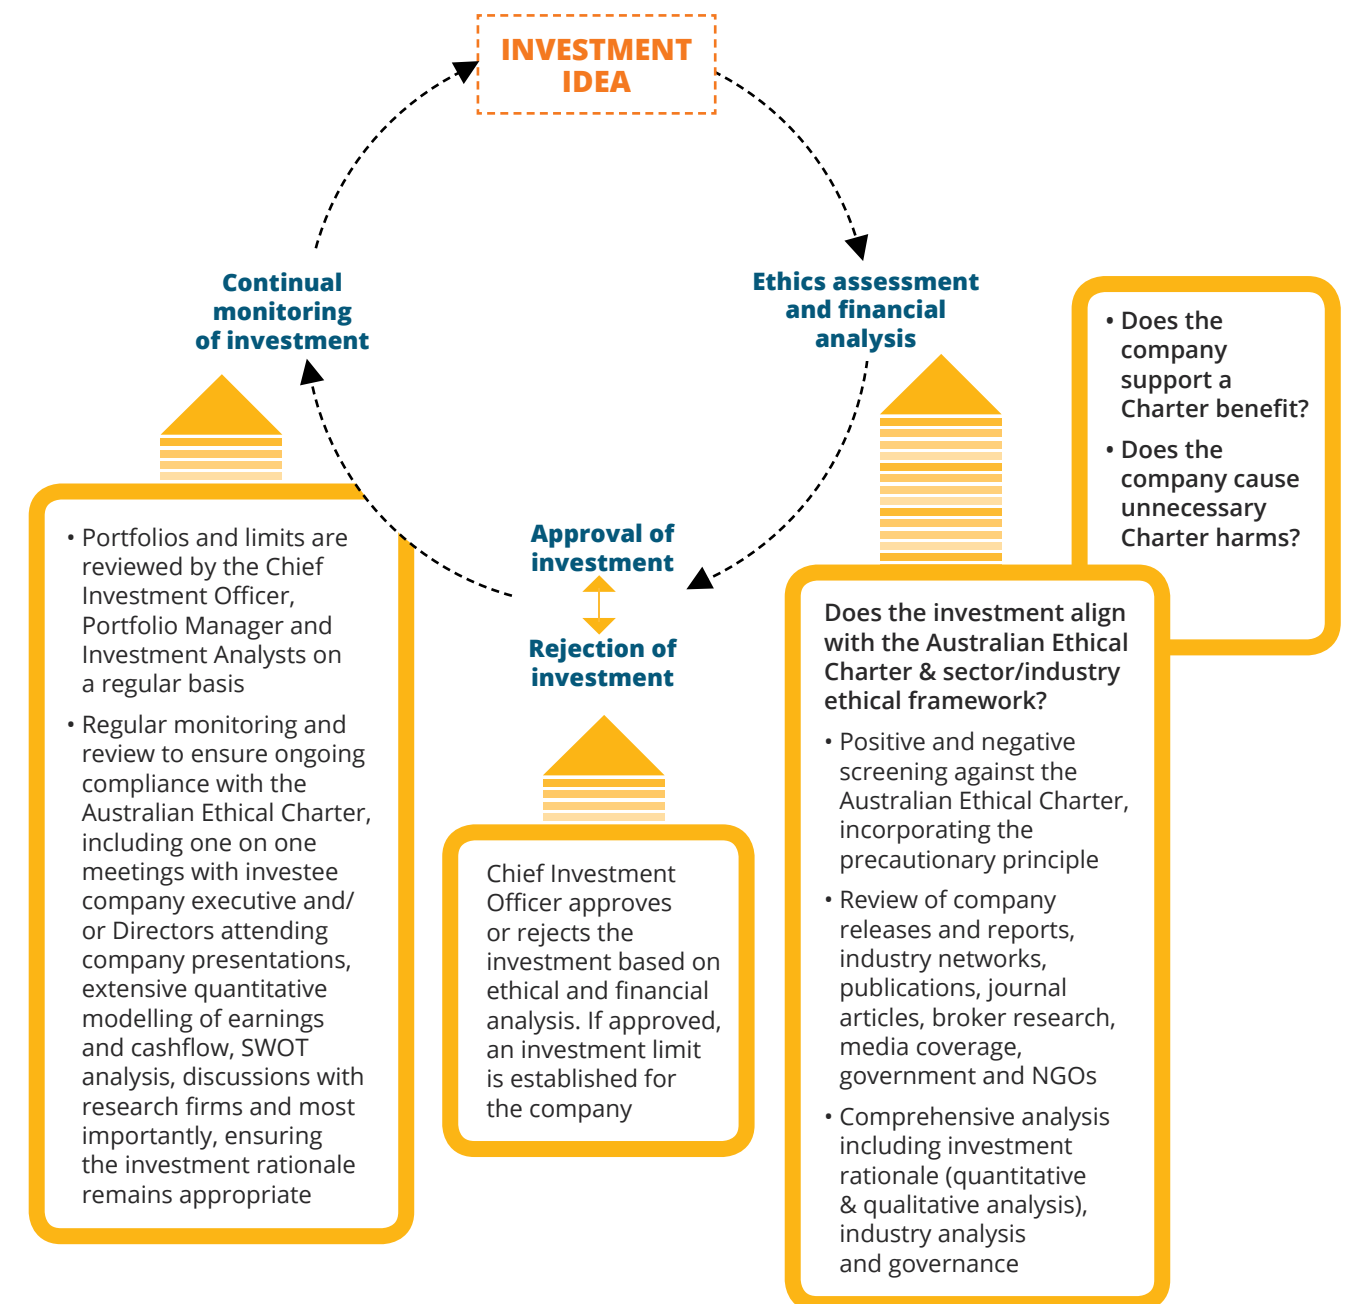 INVESTMENT
IDEA
Ethics assessment
and financial
analysis
• Does the
company
support a
Charter benefit?
• Does the
company cause
unnecessary
Charter harms?
Does the investment align
with the Australian Ethical
Charter & sector/industry
ethical framework?
• Positive and negative
screening against the
Australian Ethical Charter,
incorporating the
precautionary principle
• Review of company
releases and reports,
industry networks,
publications, journal
articles, broker research,
media coverage,
government and NGOs
• Comprehensive analysis
including investment
rationale (quantitative
& qualitative analysis),
industry analysis
and governance
Approval of
investment
Rejection of
investment
Chief Investment
Officer approves
or rejects the
investment based on
ethical and financial
analysis. If approved,
an investment limit
is established for
the company
Continual
monitoring
of investment
• Portfolios and limits are
reviewed by the Chief
Investment Officer,
Portfolio Manager and
Investment Analysts on
a regular basis
• Regular monitoring and
review to ensure ongoing
compliance with the
Australian Ethical Charter,
including one on one
meetings with investee
company executive and/
or Directors attending
company presentations,
extensive quantitative
modelling of earnings
and cashflow, SWOT
analysis, discussions with
research firms and most
importantly, ensuring
the investment rationale
remains appropriate